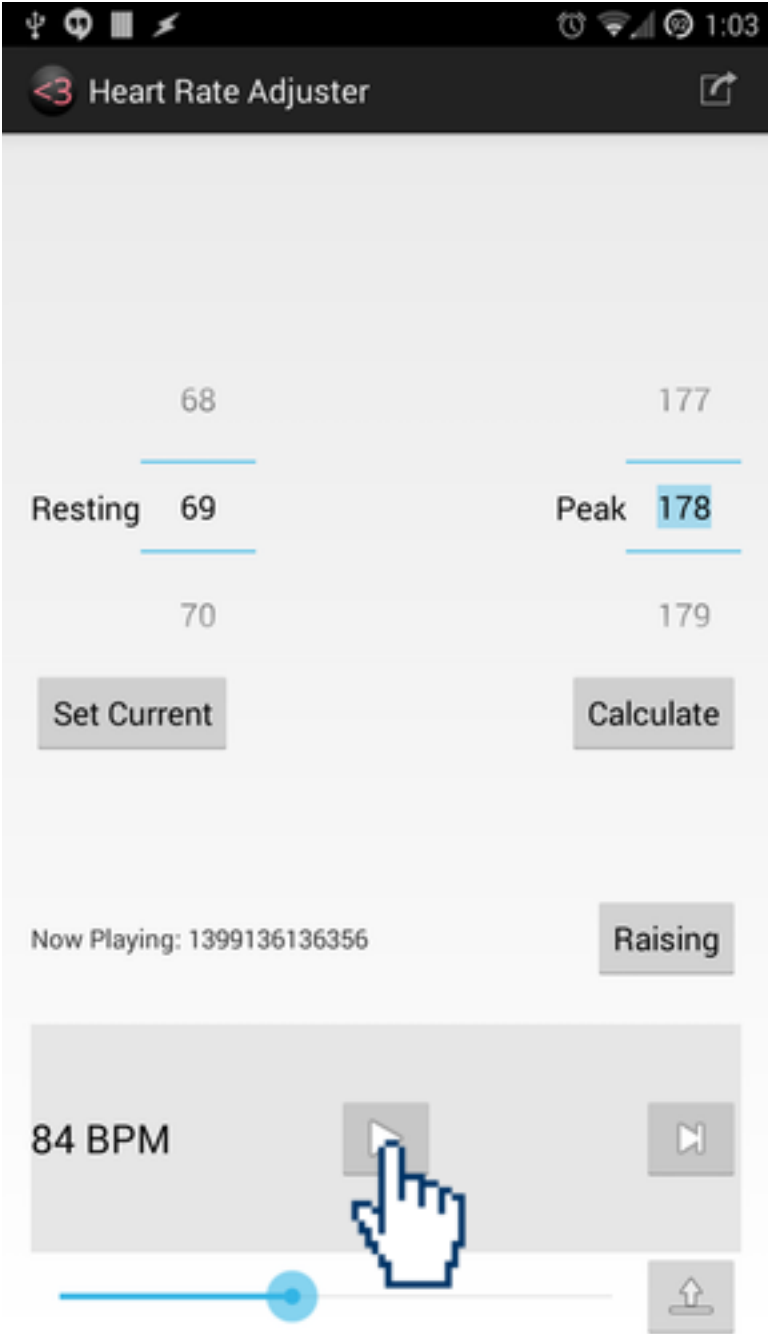 92 1:03
<3 Heart Rate Adjuster
68 177
Resting 69 Peak 178
70 179
Set Current Calculate
Now Playing: 1399136136356 Raising
84 BPM